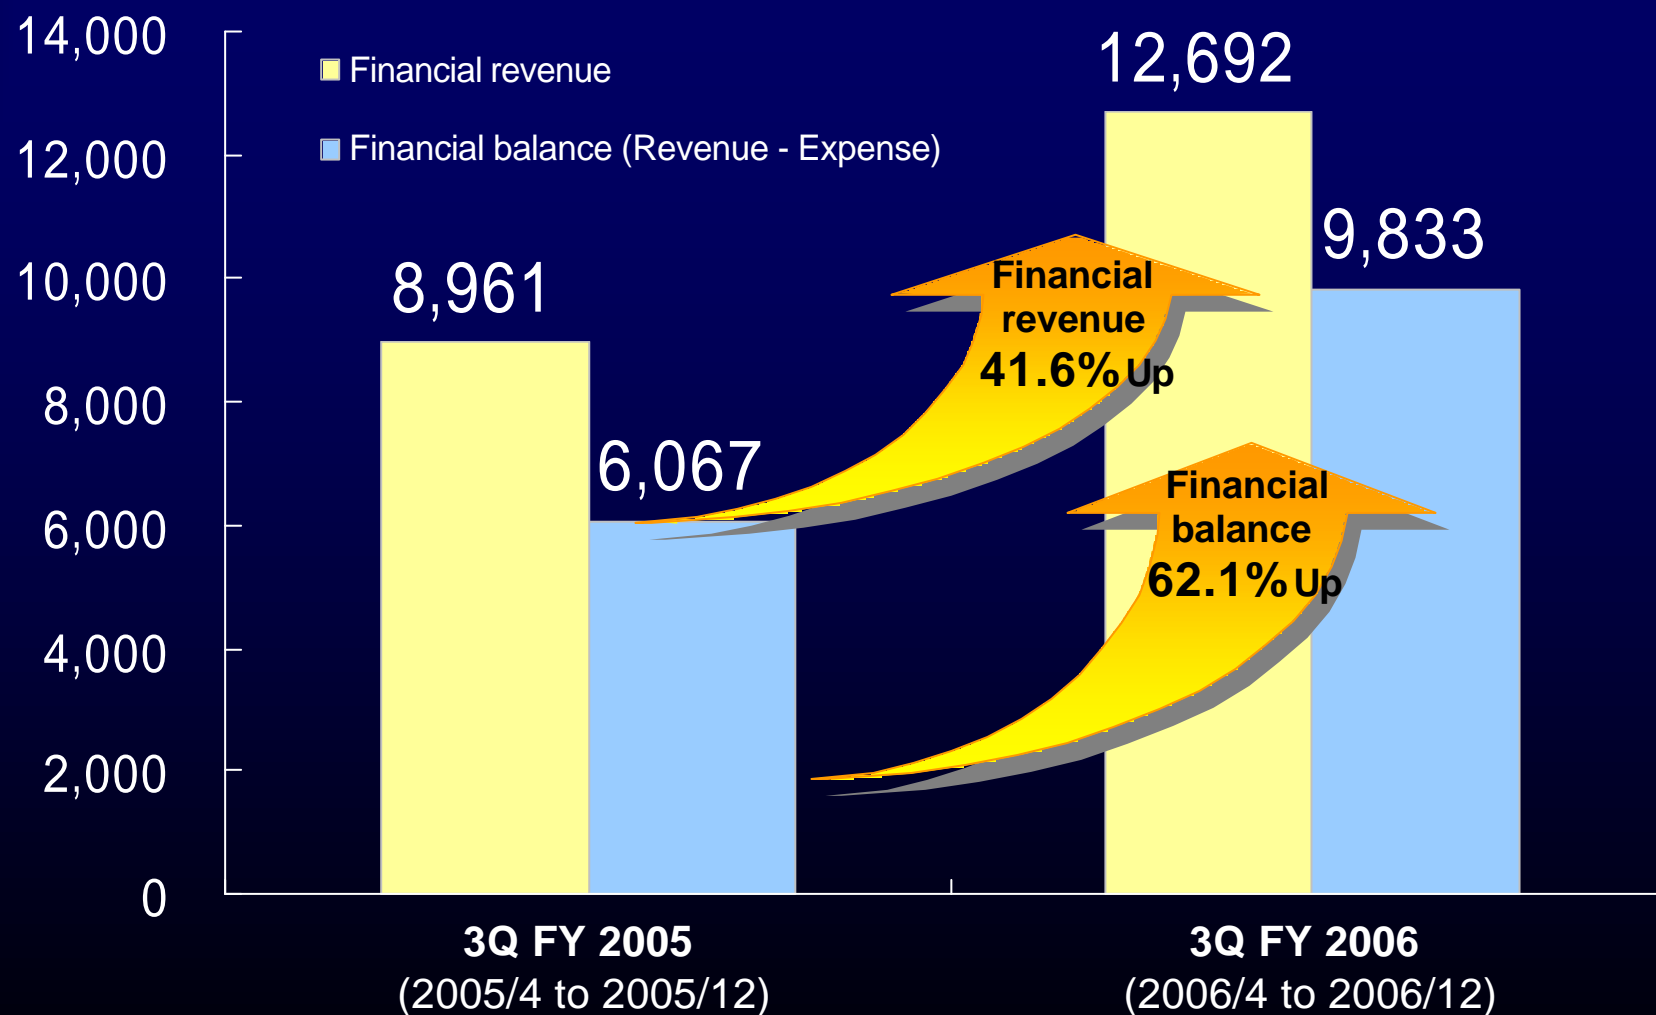 14,000
12,000
10,000
8,000
6,000
4,000
2,000
0
Financial revenue
Financial balance (Revenue - Expense)
8,961
6,067
12,692
9,833
Financial
revenue
41.6% Up
Financial
balance
62.1% Up
3Q FY 2005
(2005/4 to 2005/12)
3Q FY 2006
(2006/4 to 2006/12)